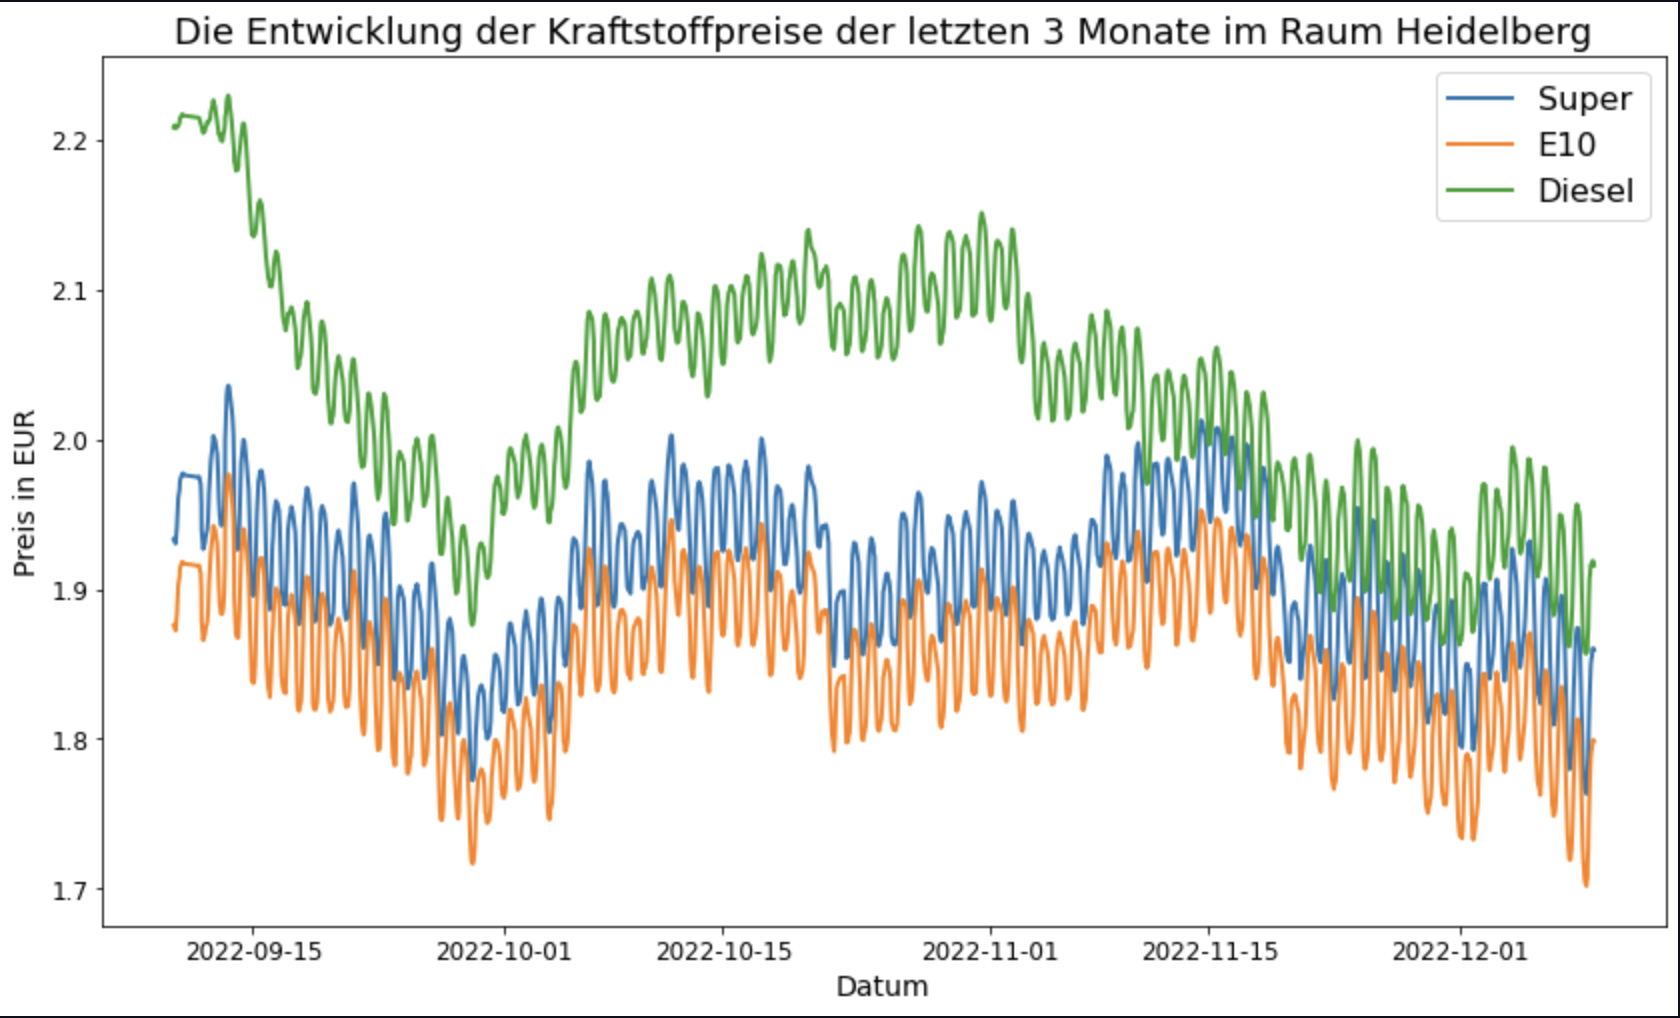 Die Entwicklung der Kraftstoffpreise der letzten 3 Monate im Raum Heidelberg
Super
E10
Diesel
Preis in EUR
2.2
2.1
2.0
1.9
1.8
1.7
2022-09-15 2022-10-01 2022-10-15 2022-11-01 2022-11-15 2022-12-01
Datum